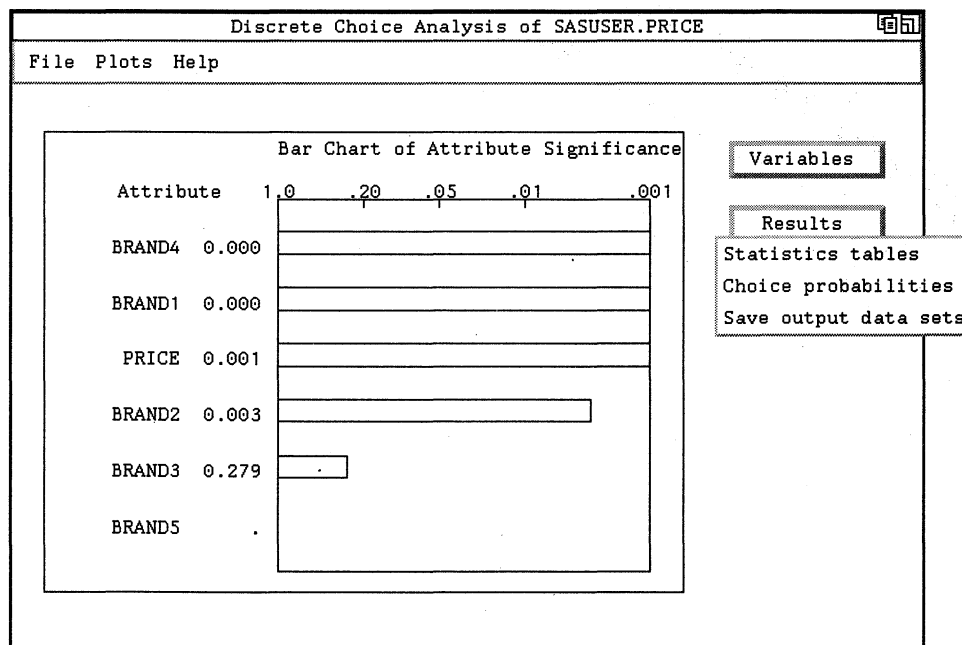 Discrete Choice Analysis of SASUSER.PRICE
File Plots Help
Bar Chart of Attribute Significance
Attribute 1.0 .20 .05 .01 .001
BRAND4 0.000
BRAND1 0.000
PRICE 0.001
BRAND2 0.003
BRAND3 0.279
BRAND5 .
Variables
Results
Statistics tables
Choice probabilities
Save output data sets